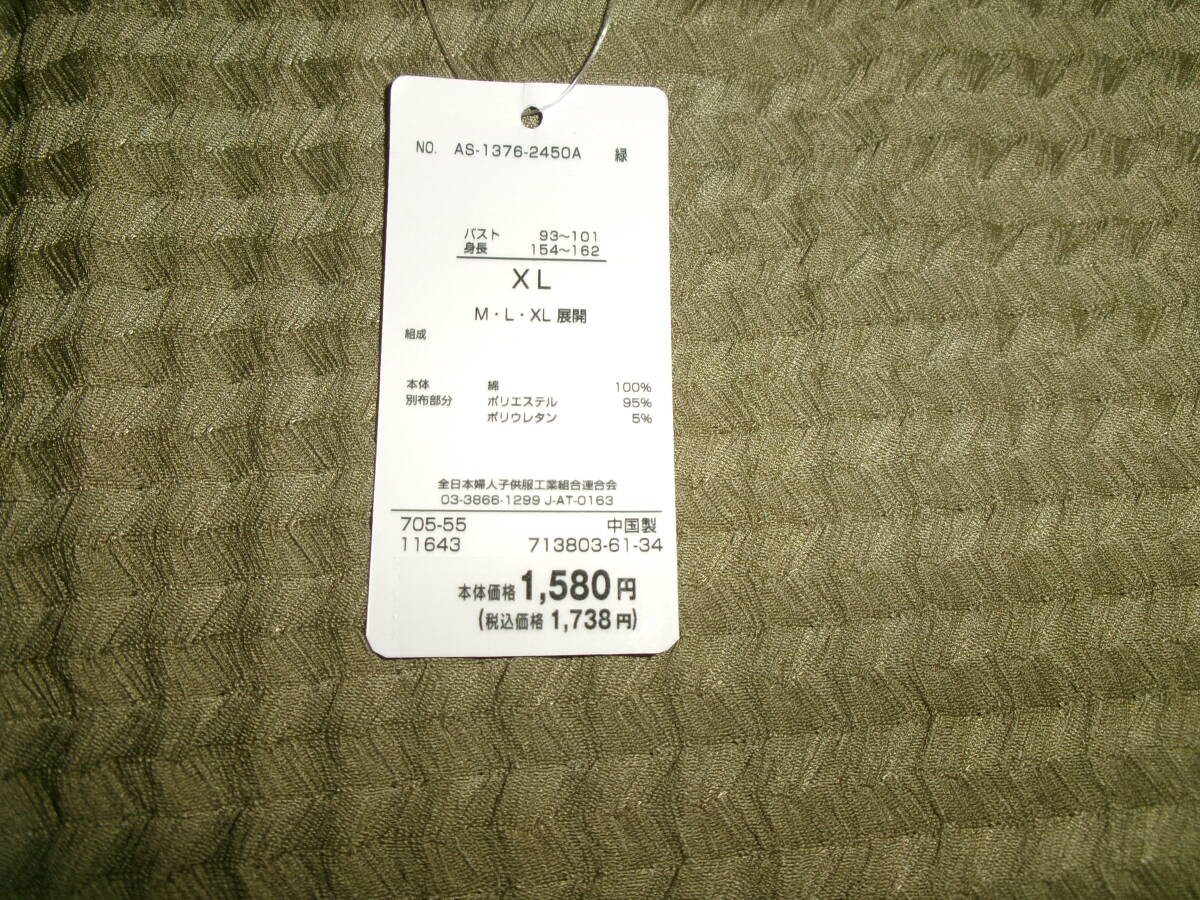 NO. AS-1376-2450A 緑
バスト 93~101
身長 154~162
XL
M・L・XL 展開
組成
本体 綿 100%
別布部分 ポリエステル 95%
ポリウレタン 5%
全日本婦人子供服工業組合連合会
03-3866-1299 J-AT-0163
705-55 中国製
11643 713803-61-34
本体価格 1,580円
(税込価格 1,738円)